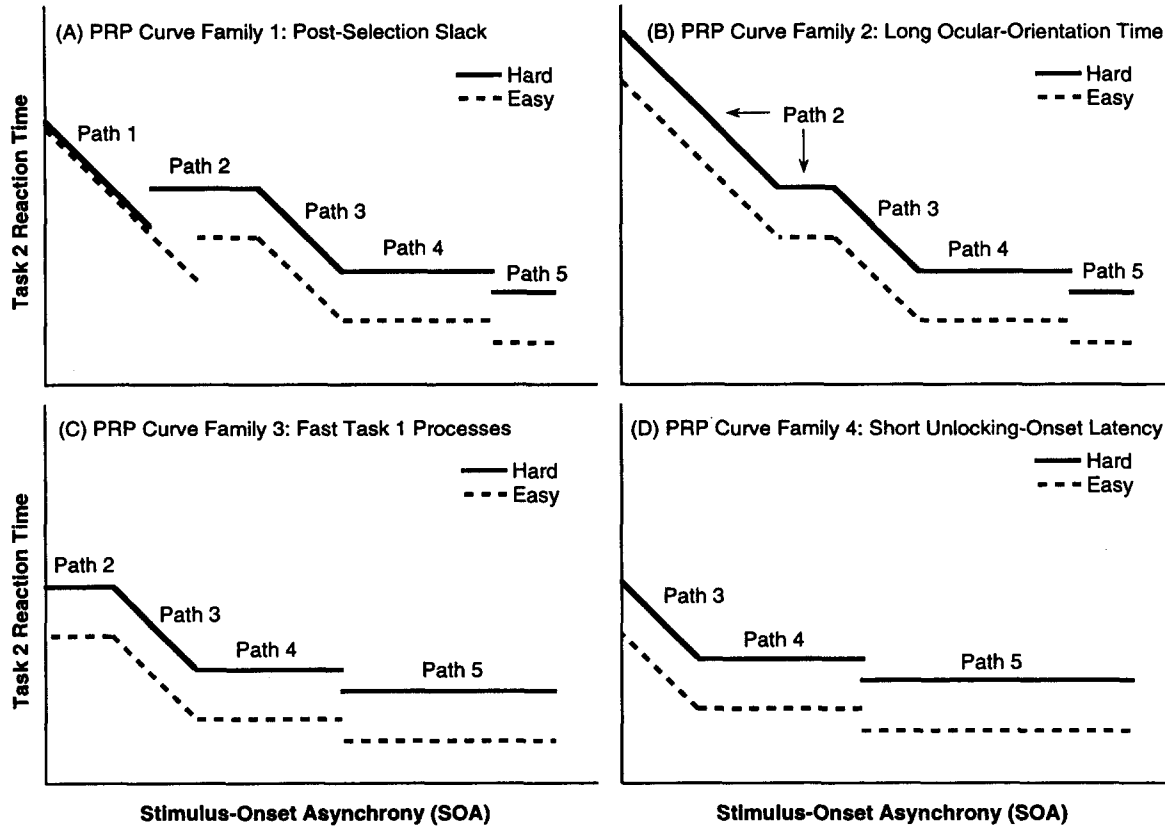 (A) PRP Curve Family 1: Post-Selection Slack
Hard
Easy
Path 1
Path 2
Path 3
Path 4
Path 5
Task 2 Reaction Time
(B) PRP Curve Family 2: Long Ocular-Orientation Time
Hard
Easy
Path 2
Path 3
Path 4
Path 5
(C) PRP Curve Family 3: Fast Task 1 Processes
Hard
Easy
Path 2
Path 3
Path 4
Path 5
Task 2 Reaction Time
Stimulus-Onset Asynchrony (SOA)
(D) PRP Curve Family 4: Short Unlocking-Onset Latency
Hard
Easy
Path 3
Path 4
Path 5
Stimulus-Onset Asynchrony (SOA)